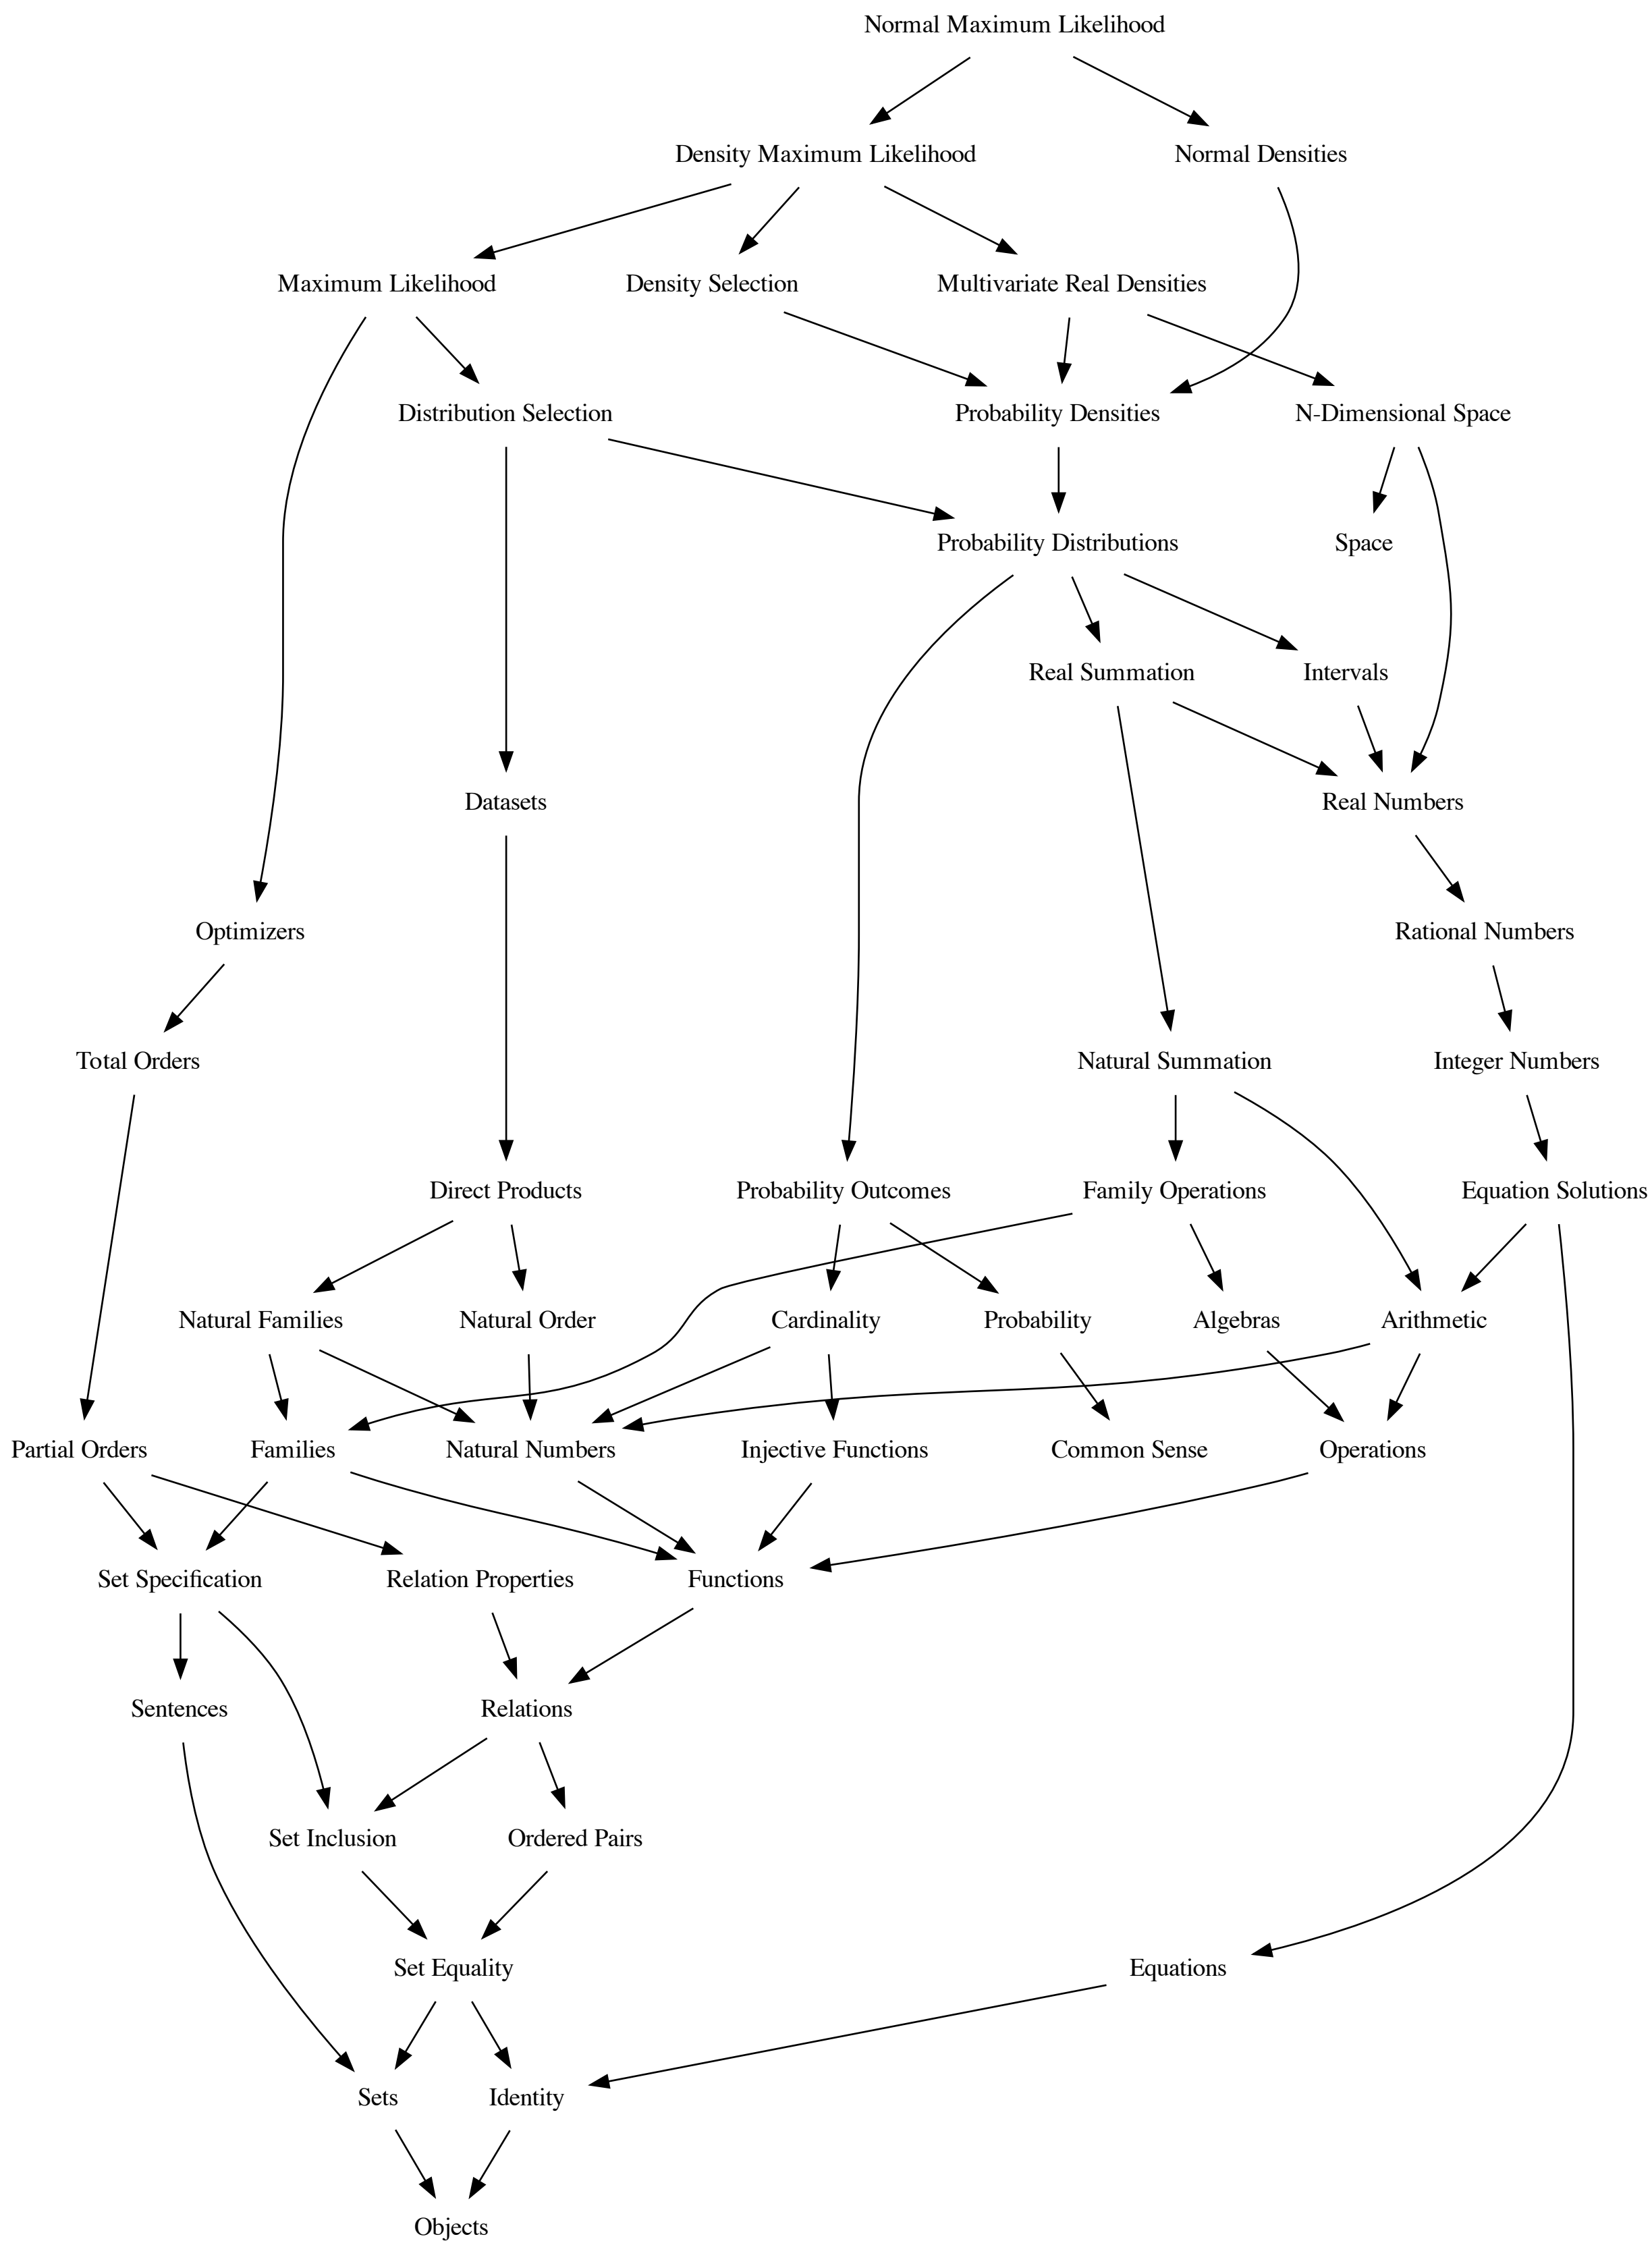 Normal Maximum Likelihood
Density Maximum Likelihood
Normal Densities
Maximum Likelihood
Density Selection
Multivariate Real Densities
Distribution Selection
Probability Densities
N-Dimensional Space
Probability Distributions
Space
Real Summation
Intervals
Datasets
Real Numbers
Optimizers
Rational Numbers
Total Orders
Natural Summation
Integer Numbers
Direct Products
Probability Outcomes
Family Operations
Equation Solutions
Natural Families
Natural Order
Cardinality
Probability
Algebras
Arithmetic
Partial Orders
Families
Natural Numbers
Injective Functions
Common Sense
Operations
Set Specification
Relation Properties
Functions
Sentences
Relations
Set Inclusion
Ordered Pairs
Set Equality
Equations
Sets
Identity
Objects